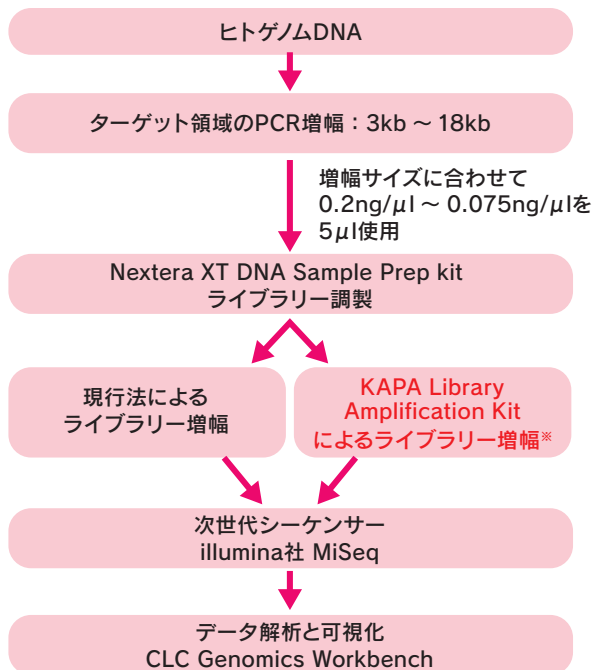 ヒトゲノムDNA
ターゲット領域のPCR増幅：3kb ～ 18kb
増幅サイズに合わせて
0.2ng/μl ～ 0.075ng/μlを
5μl使用
Nextera XT DNA Sample Prep kit
ライブラリー調製
現行法による
ライブラリー増幅
KAPA Library
Amplification Kit
によるライブラリー増幅※
次世代シーケンサー
illumina社 MiSeq
データ解析と可視化
CLC Genomics Workbench